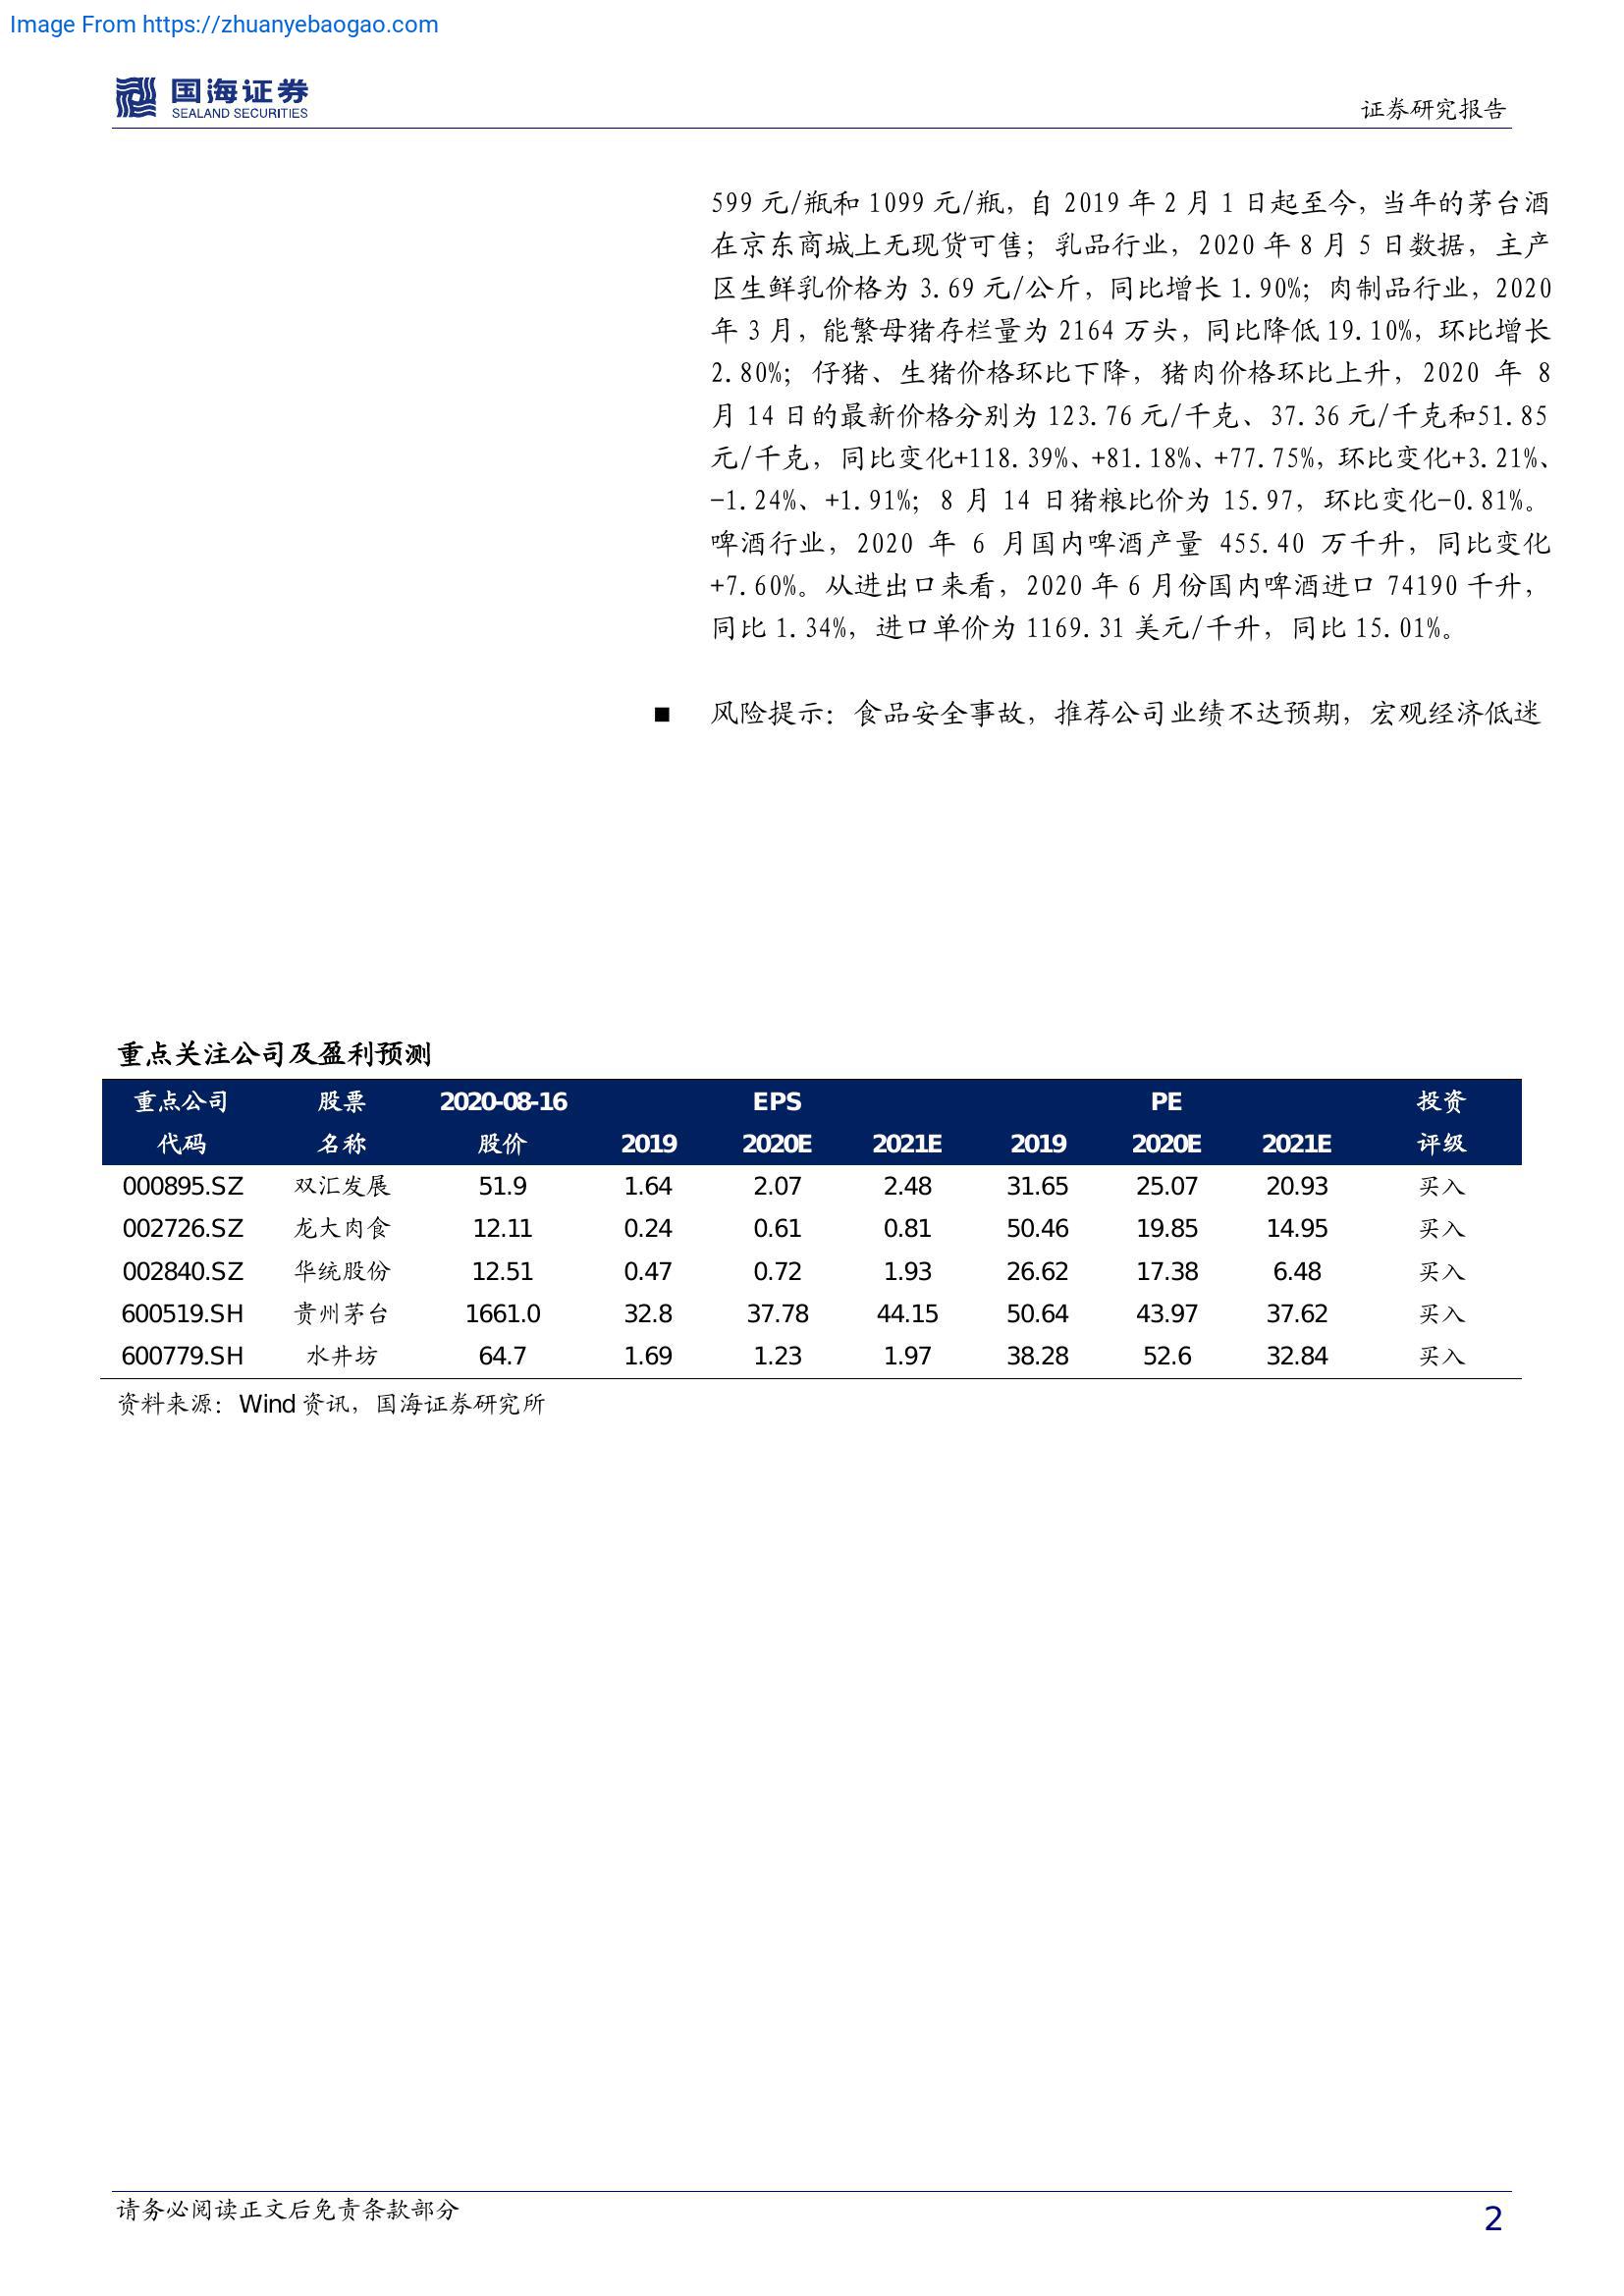 Image From https://zhuanyebaogao.com
国海证券
SEALAND SECURITIES
证券研究报告
599 元/瓶和 1099 元/瓶，自 2019 年 2 月 1 日起至今，当年的茅台酒
在京东商城上无现货可售；乳品行业，2020 年 8 月 5 日数据，主产
区生鲜乳价格为 3.69 元/公斤，同比增长 1.90%；肉制品行业，2020
年 3 月，能繁母猪存栏量为 2164 万头，同比降低 19.10%，环比增长
2.80%；仔猪、生猪价格环比下降，猪肉价格环比上升，2020 年 8
月 14 日的最新价格分别为 123.76 元/千克、37.36 元/千克和51.85
元/千克，同比变化+118.39%、+81.18%、+77.75%，环比变化+3.21%、
-1.24%、+1.91%；8 月 14 日猪粮比价为 15.97，环比变化-0.81%。
啤酒行业，2020 年 6 月国内啤酒产量 455.40 万千升，同比变化
+7.60%。从进出口来看，2020 年 6 月份国内啤酒进口 74190 千升，
同比 1.34%，进口单价为 1169.31 美元/千升，同比 15.01%。
■ 风险提示：食品安全事故，推荐公司业绩不达预期，宏观经济低迷
重点关注公司及盈利预测
重点公司 股票 2020-08-16 EPS PE 投资
代码 名称 股价 2019 2020E 2021E 2019 2020E 2021E 评级
000895.SZ 双汇发展 51.9 1.64 2.07 2.48 31.65 25.07 20.93 买入
002726.SZ 龙大肉食 12.11 0.24 0.61 0.81 50.46 19.85 14.95 买入
002840.SZ 华统股份 12.51 0.47 0.72 1.93 26.62 17.38 6.48 买入
600519.SH 贵州茅台 1661.0 32.8 37.78 44.15 50.64 43.97 37.62 买入
600779.SH 水井坊 64.7 1.69 1.23 1.97 38.28 52.6 32.84 买入
资料来源：Wind 资讯，国海证券研究所
请务必阅读正文后免责条款部分
2